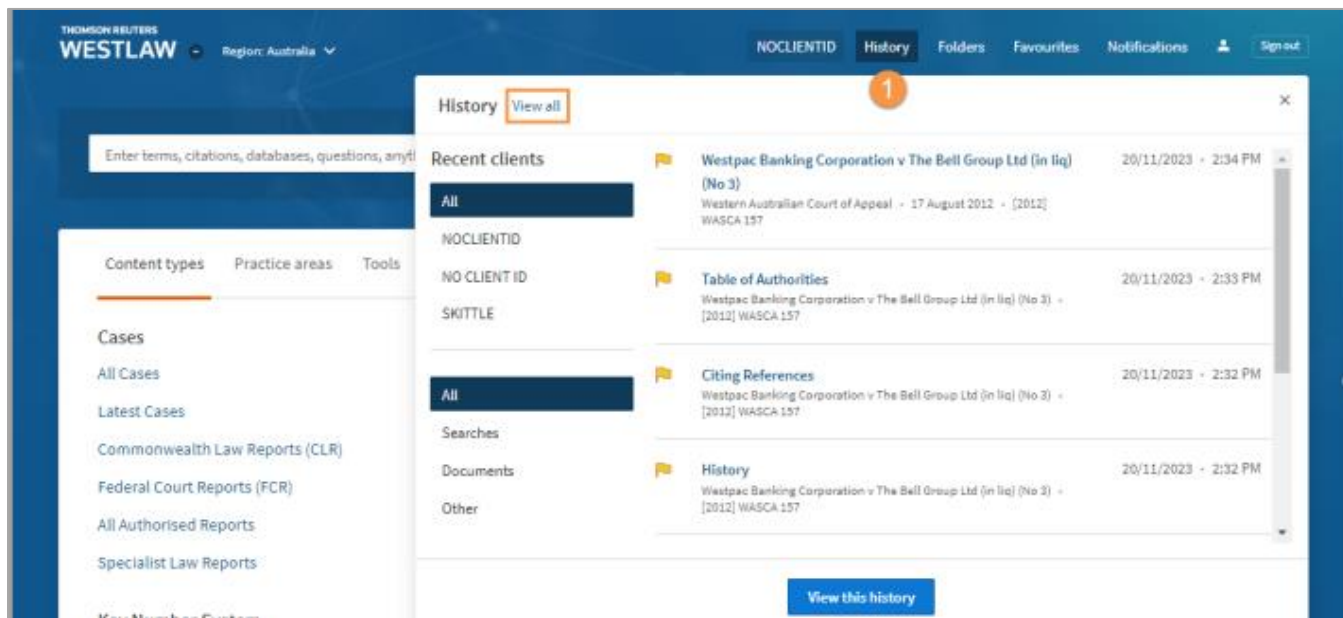 THOMSON REUTERS
WESTLAW Region: Australia
NOCLIENTID History Folders Favourites Notifications Sign out
1
History View all ×
Enter terms, citations, databases, questions, anyt
Recent clients
All
NOCLIENTID
NO CLIENT ID
SKITTLE
All
Searches
Documents
Other
Westpac Banking Corporation v The Bell Group Ltd (in liq) 20/11/2023 - 2:34 PM
(No 3)
Western Australian Court of Appeal - 17 August 2012 - [2012]
WASCA 157
Table of Authorities 20/11/2023 - 2:33 PM
Westpac Banking Corporation v The Bell Group Ltd (in liq) (No 3) -
[2012] WASCA 157
Citing References 20/11/2023 - 2:32 PM
Westpac Banking Corporation v The Bell Group Ltd (in liq) (No 3) -
[2012] WASCA 157
History 20/11/2023 - 2:32 PM
Westpac Banking Corporation v The Bell Group Ltd (in liq) (No 3) -
[2012] WASCA 157
View this history
Content types Practice areas Tools
Cases
All Cases
Latest Cases
Commonwealth Law Reports (CLR)
Federal Court Reports (FCR)
All Authorised Reports
Specialist Law Reports
Key Number System